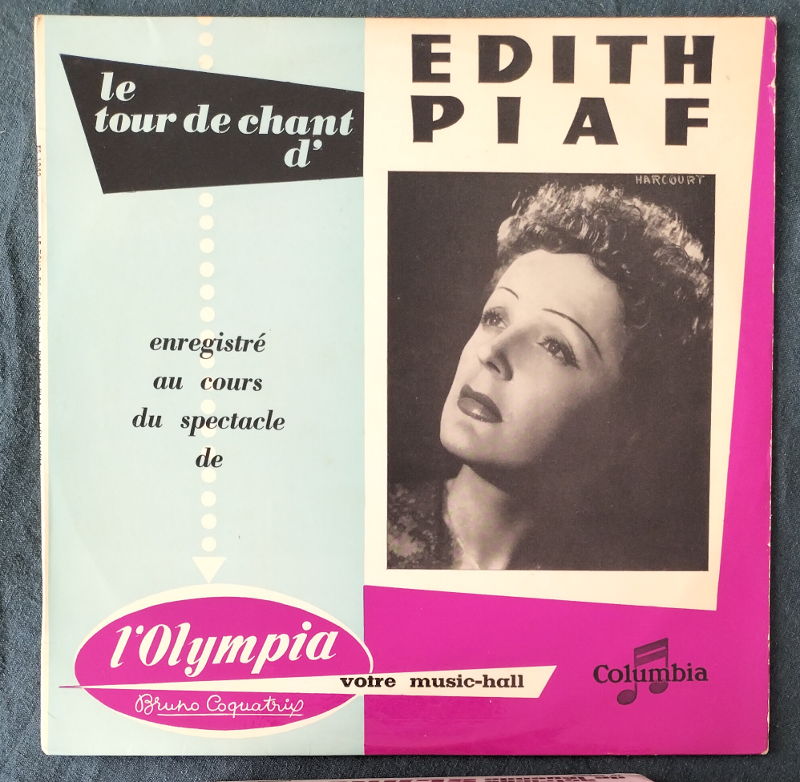 le
tour de chant
d'
EDITH
PIAF
HARCOURT
enregistré
au cours
du spectacle
de
l'Olympia
votre music-hall
Bruno Coquatrix
Columbia